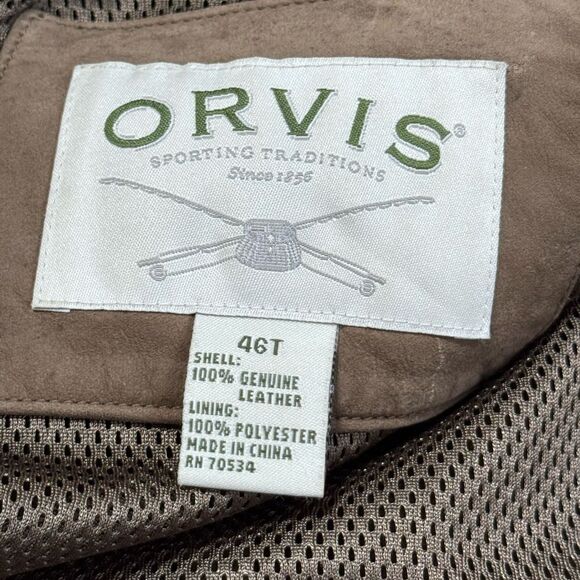 ORVIS®
SPORTING TRADITIONS
Since 1856
46T
SHELL:
100% GENUINE
LEATHER
LINING:
100% POLYESTER
MADE IN CHINA
RN 70534